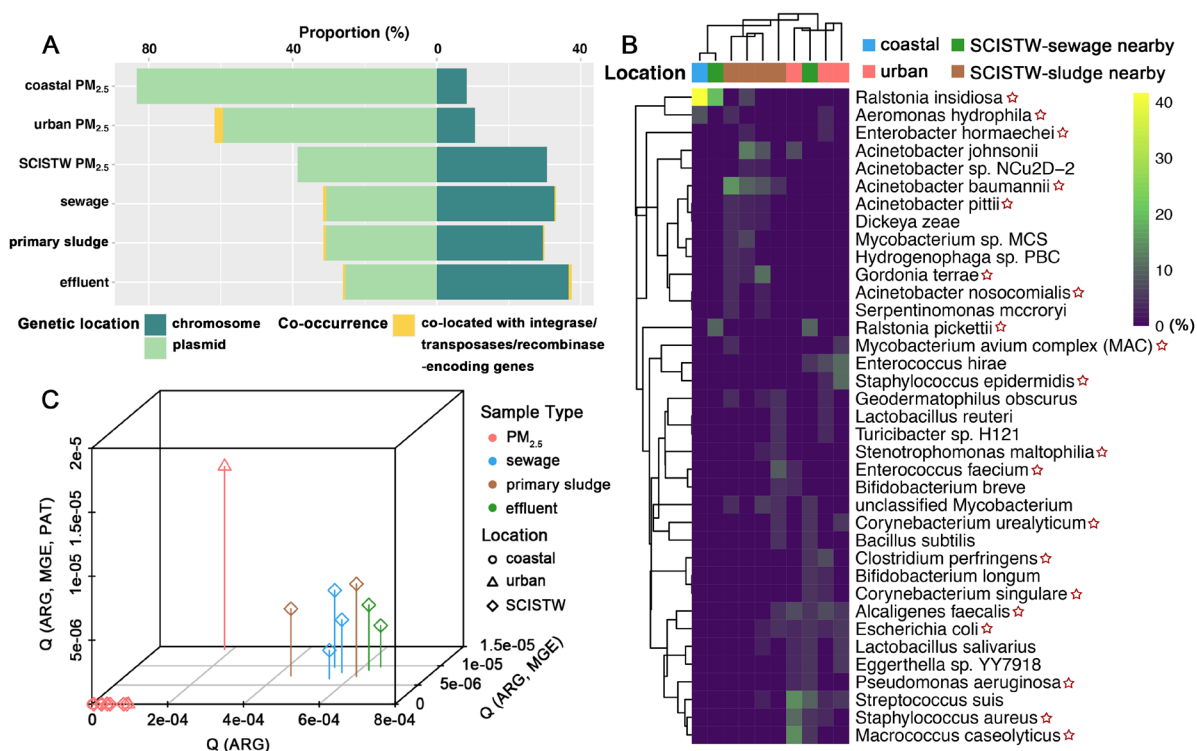 A
Proportion (%)
80
40
0
40
coastal PM2.5
urban PM2.5
SCISTW PM2.5
sewage
primary sludge
effluent
Genetic location
chromosome
plasmid
Co-occurrence
co-located with integrase/
transposases/recombinase
-encoding genes
B
Location
coastal
SCISTW-sewage nearby
urban
SCISTW-sludge nearby
Ralstonia insidiosa ☆
Aeromonas hydrophila ☆
Enterobacter hormaechei ☆
Acinetobacter johnsonii
Acinetobacter sp. NCu2D-2
Acinetobacter baumannii ☆
Acinetobacter pittii ☆
Dickeya zeae
Mycobacterium sp. MCS
Hydrogenophaga sp. PBC
Gordonia terrae ☆
Acinetobacter nosocomialis ☆
Serpentinomonas mccroryi
Ralstonia pickettii ☆
Mycobacterium avium complex (MAC) ☆
Enterococcus hirae
Staphylococcus epidermidis ☆
Geodermatophilus obscurus
Lactobacillus reuteri
Turicibacter sp. H121
Stenotrophomonas maltophilia ☆
Enterococcus faecium ☆
Bifidobacterium breve
unclassified Mycobacterium
Corynebacterium urealyticum ☆
Bacillus subtilis
Clostridium perfringens ☆
Bifidobacterium longum
Corynebacterium singulare ☆
Alcaligenes faecalis ☆
Escherichia coli ☆
Lactobacillus salivarius
Eggerthella sp. YY7918
Pseudomonas aeruginosa ☆
Streptococcus suis
Staphylococcus aureus ☆
Macrococcus caseolyticus ☆
40
30
20
10
0 (%)
C
Q (ARG, MGE, PAT)
2e-5
1.5e-05
1e-05
5e-06
0
2e-04
4e-04
6e-04
8e-04
Q (ARG)
0
5e-06
1e-05
1.5e-05
Q (ARG, MGE)
Sample Type
PM2.5
sewage
primary sludge
effluent
Location
coastal
urban
SCISTW